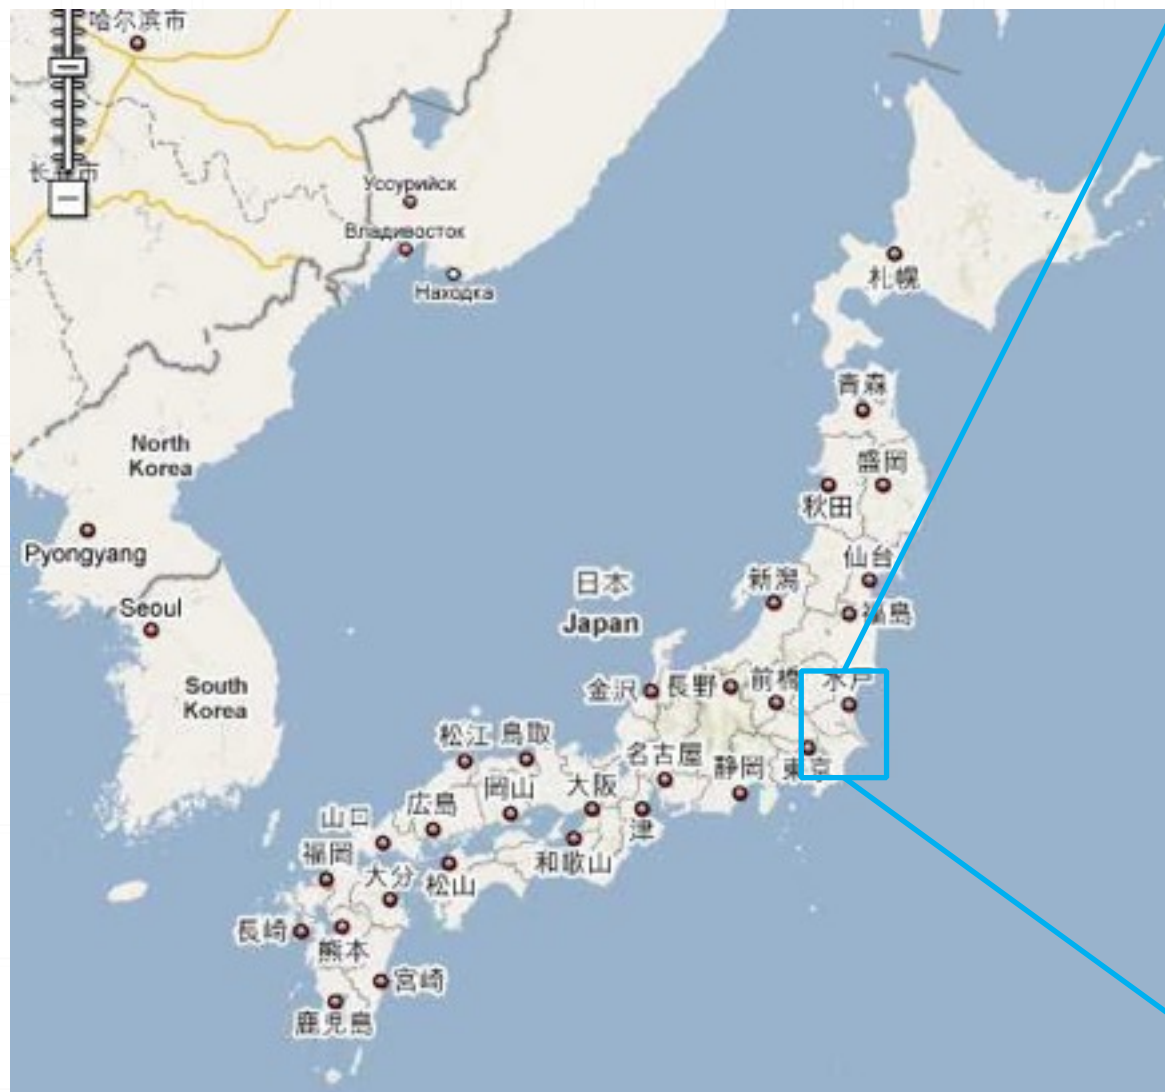 哈尔滨市
长春市
Уссурийск
Владивосток
Находка
札幌
青森
North
Korea
盛岡
秋田
Pyongyang
仙台
新潟
日本
Japan
Seoul
福島
South
Korea
金沢
長野
前橋
水戸
松江
鳥取
名古屋
静岡
東京
岡山
大阪
広島
山口
津
福岡
和歌山
大分
松山
長崎
熊本
宮崎
鹿児島